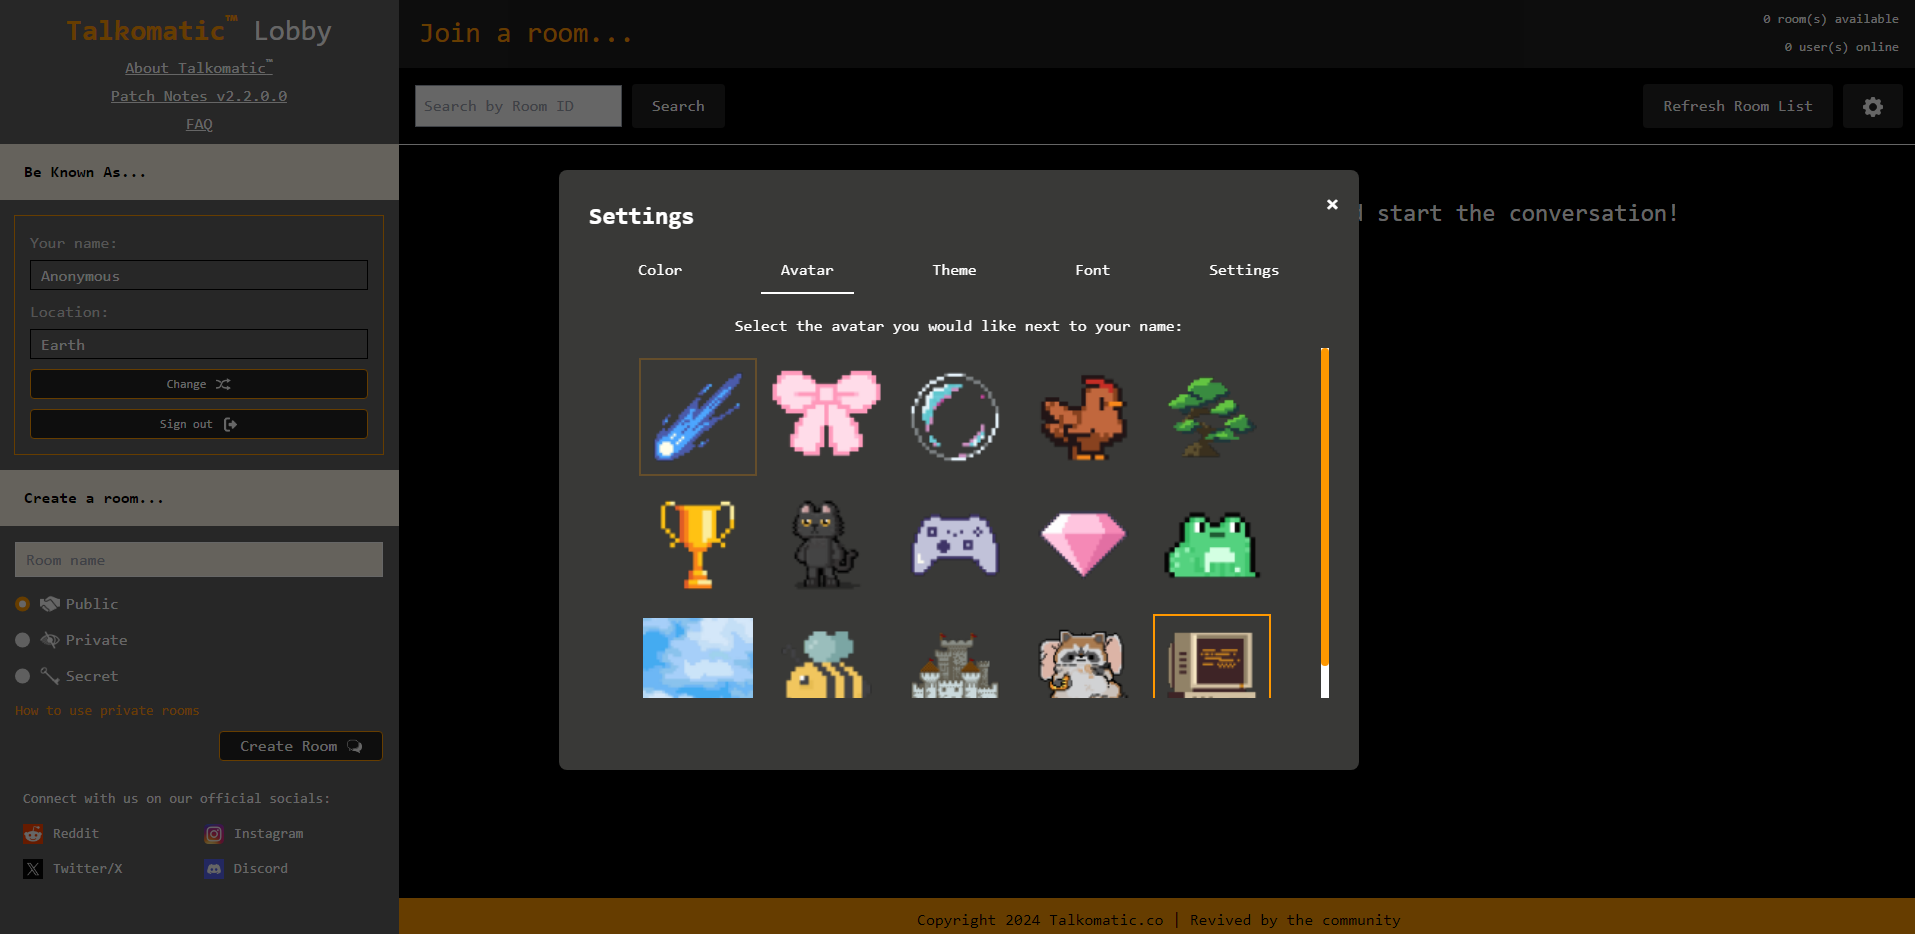 Talkomatic™ Lobby
About Talkomatic™
Patch Notes v2.2.0.0
FAQ
Be Known As...
Your name:
Anonymous
Location:
Earth
Change
Sign out
Create a room...
Room name
Public
Private
Secret
How to use private rooms
Create Room
Connect with us on our official socials:
Reddit
Instagram
Twitter/X
Discord
Join a room...
0 room(s) available
0 user(s) online
Search by Room ID
Search
Refresh Room List
start the conversation!
Settings
×
Color
Avatar
Theme
Font
Settings
Select the avatar you would like next to your name:
Copyright 2024 Talkomatic.co | Revived by the community